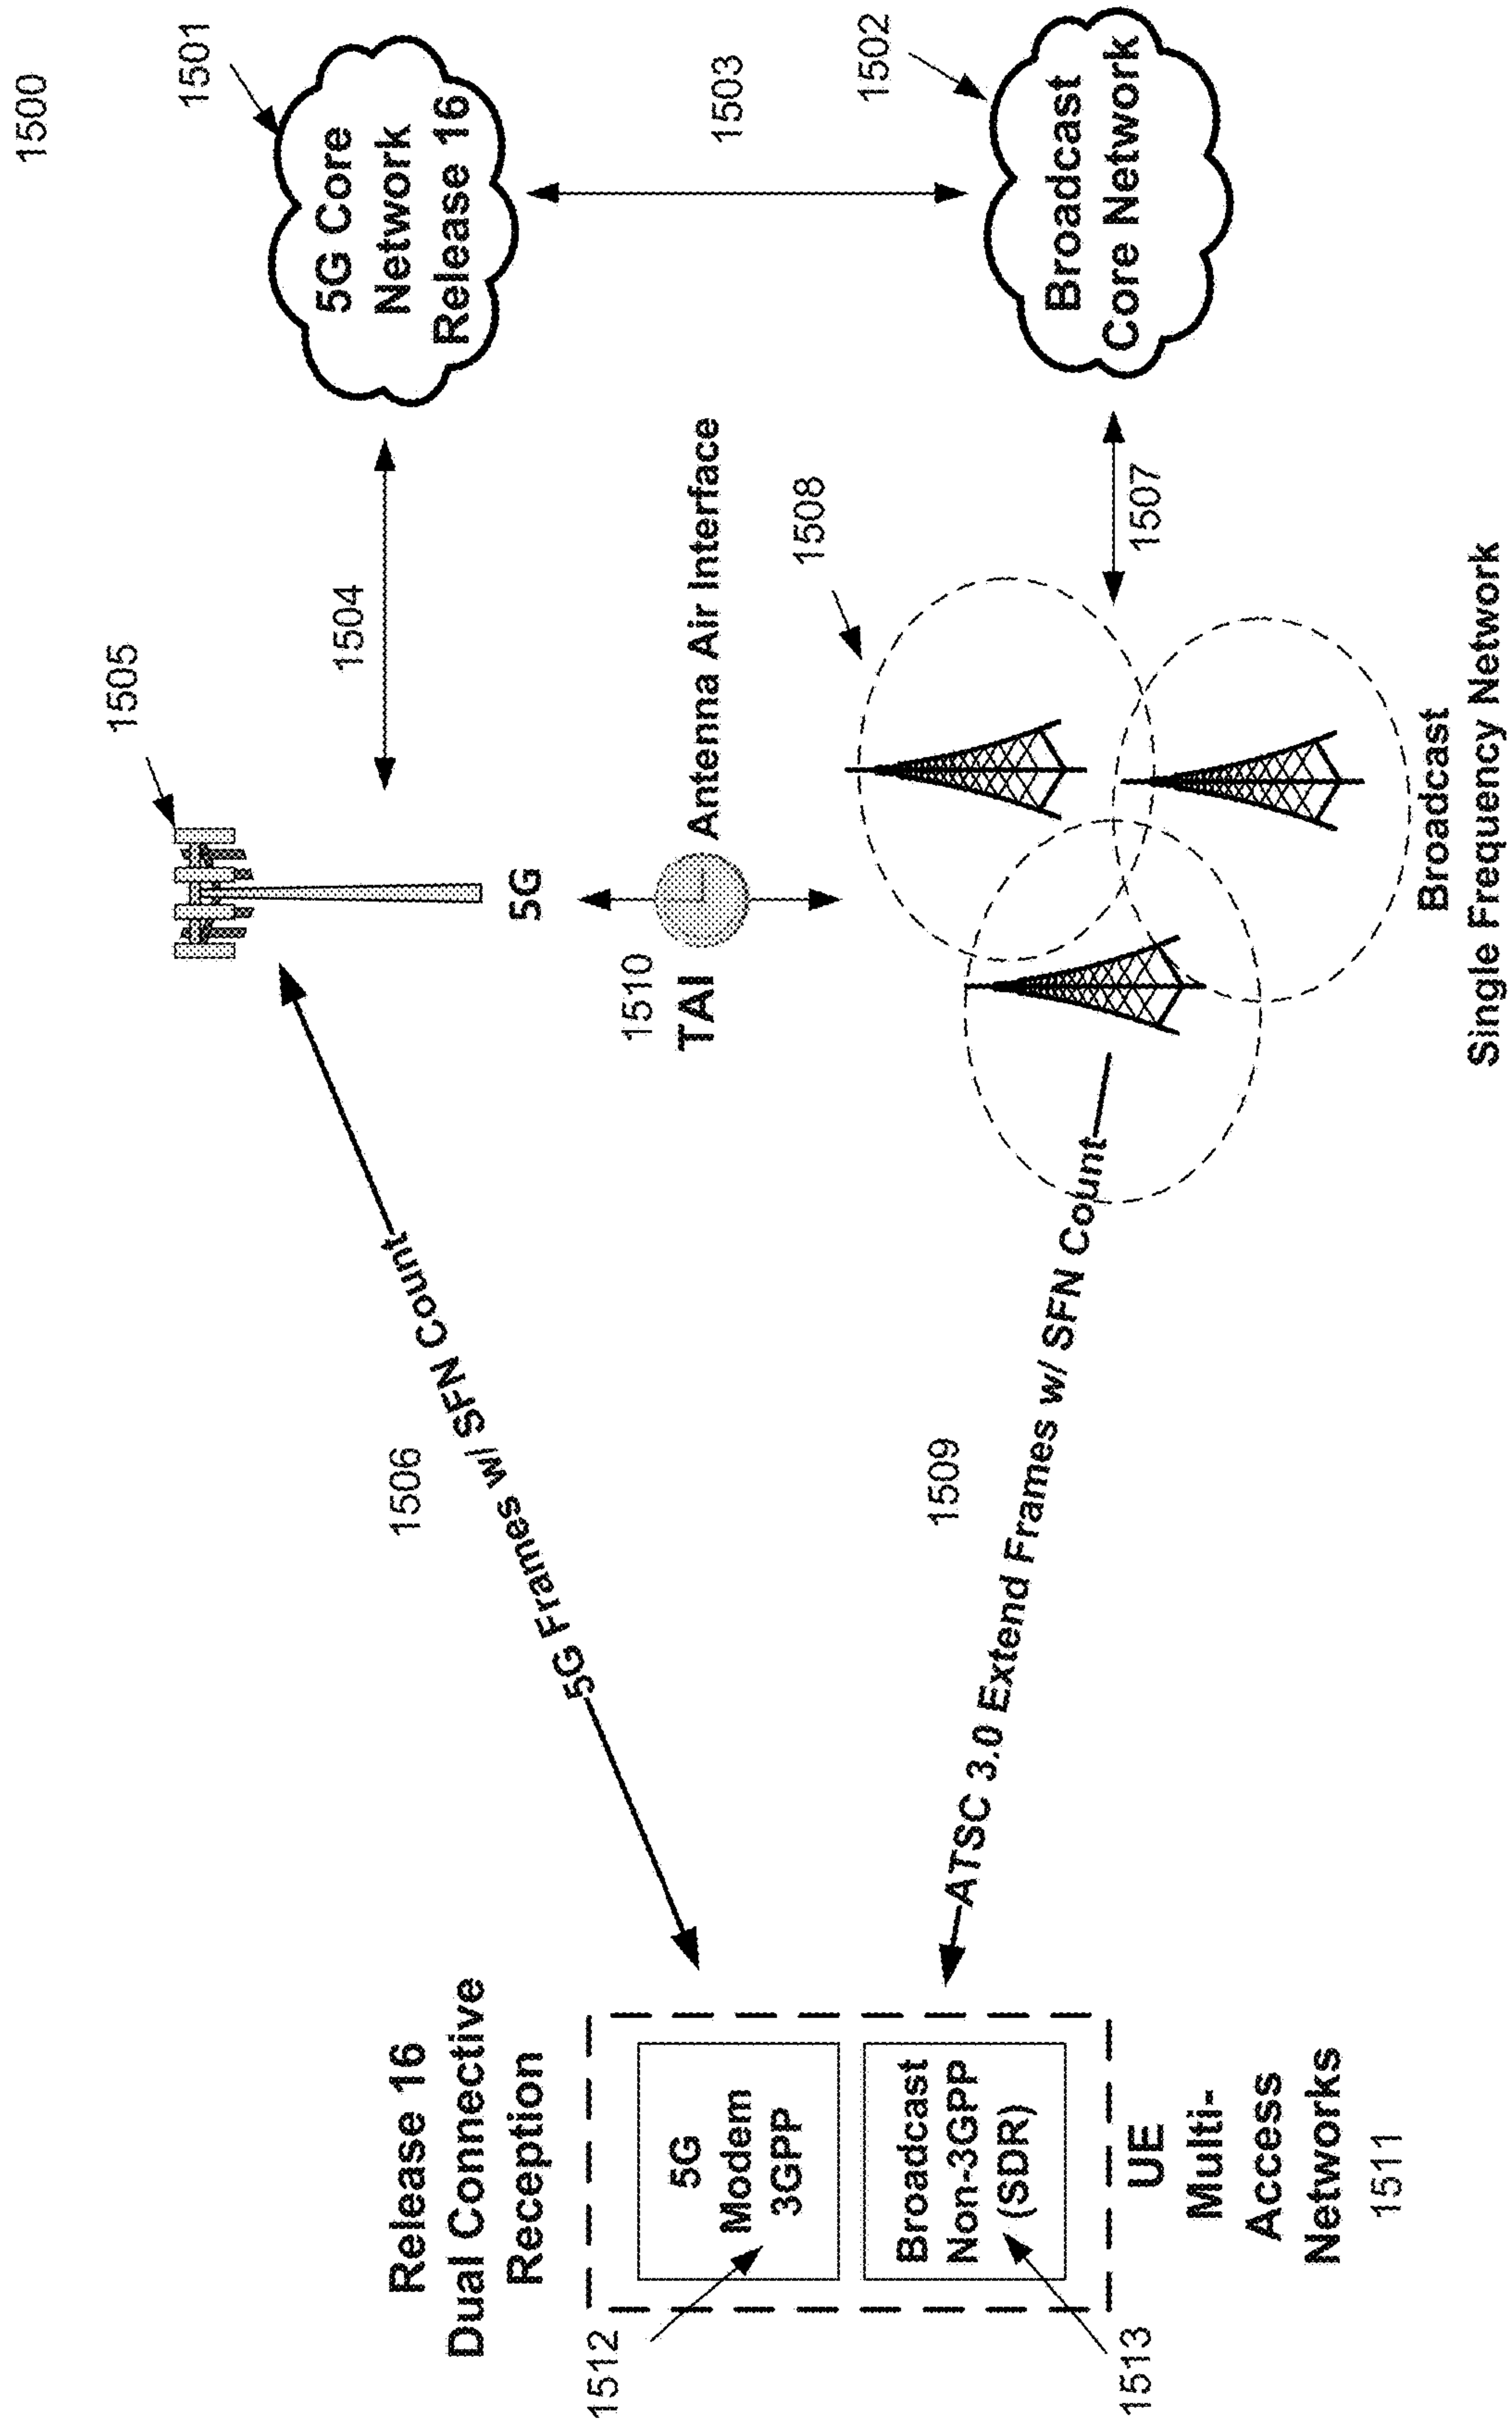 1500
1501
5G Core
Network
Release 16
1503
1502
Broadcast
Core Network
1504
1505
5G
1510
TAI
Antenna Air Interface
1507
1508
Broadcast
Single Frequency Network
1506
5G Frames w/ SFN Count
1509
ATSC 3.0 Extend Frames w/ SFN Count
Release 16
Dual Connective
Reception
5G
Modem
3GPP
Broadcast
Non-3GPP
(SDR)
1512
1513
UE
Multi-
Access
Networks
1511